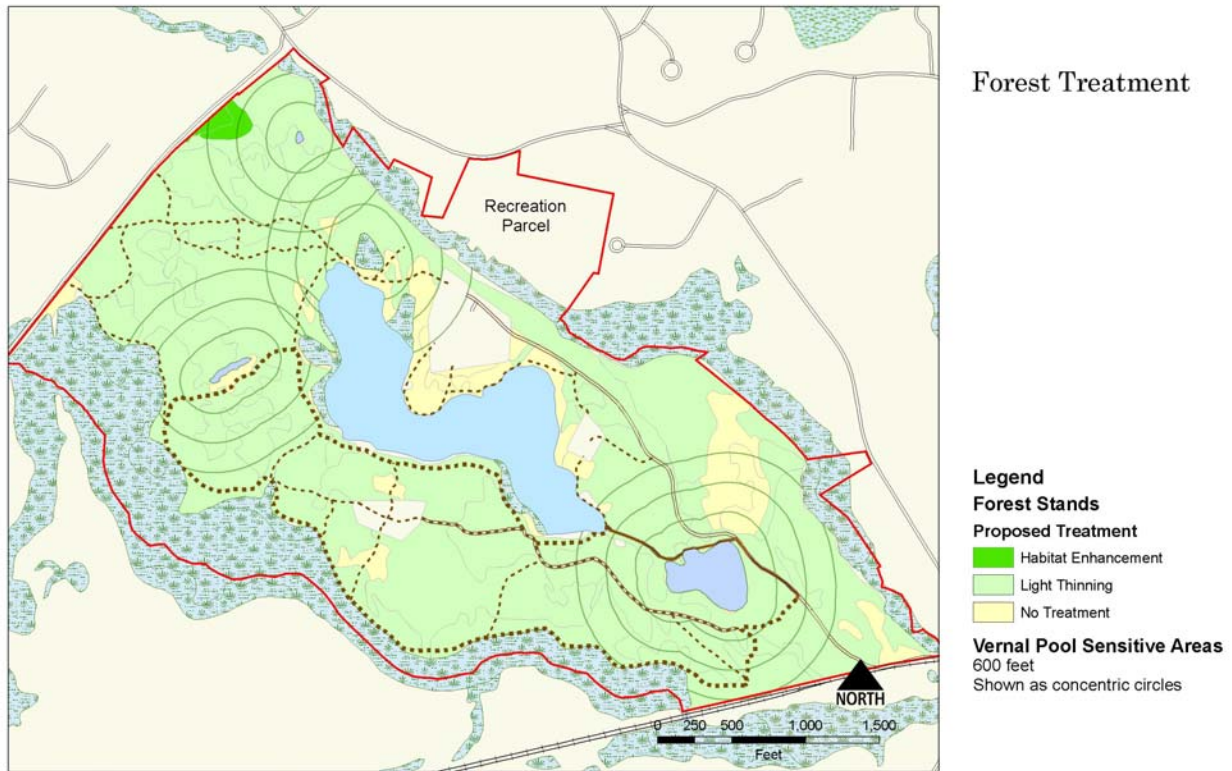 Forest Treatment
Recreation
Parcel
Legend
Forest Stands
Proposed Treatment
Habitat Enhancement
Light Thinning
No Treatment
Vernal Pool Sensitive Areas
600 feet
Shown as concentric circles
NORTH
0 250 500 1,000 1,500
Feet